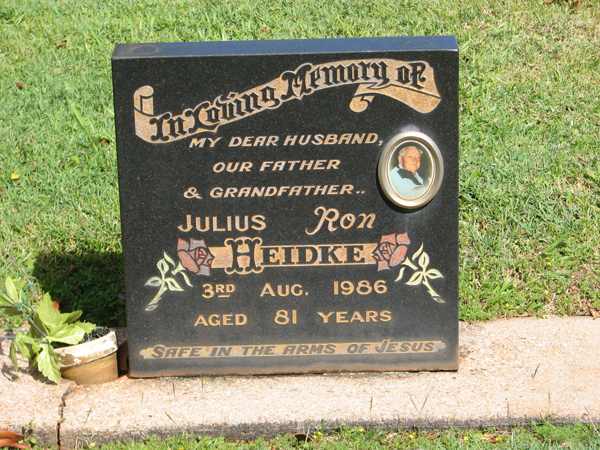 In Loving Memory of
MY DEAR HUSBAND,
OUR FATHER
& GRANDFATHER..
JULIUS Ron
HEIDKE
3RD AUG. 1986
AGED 81 YEARS
SAFE IN THE ARMS OF JESUS